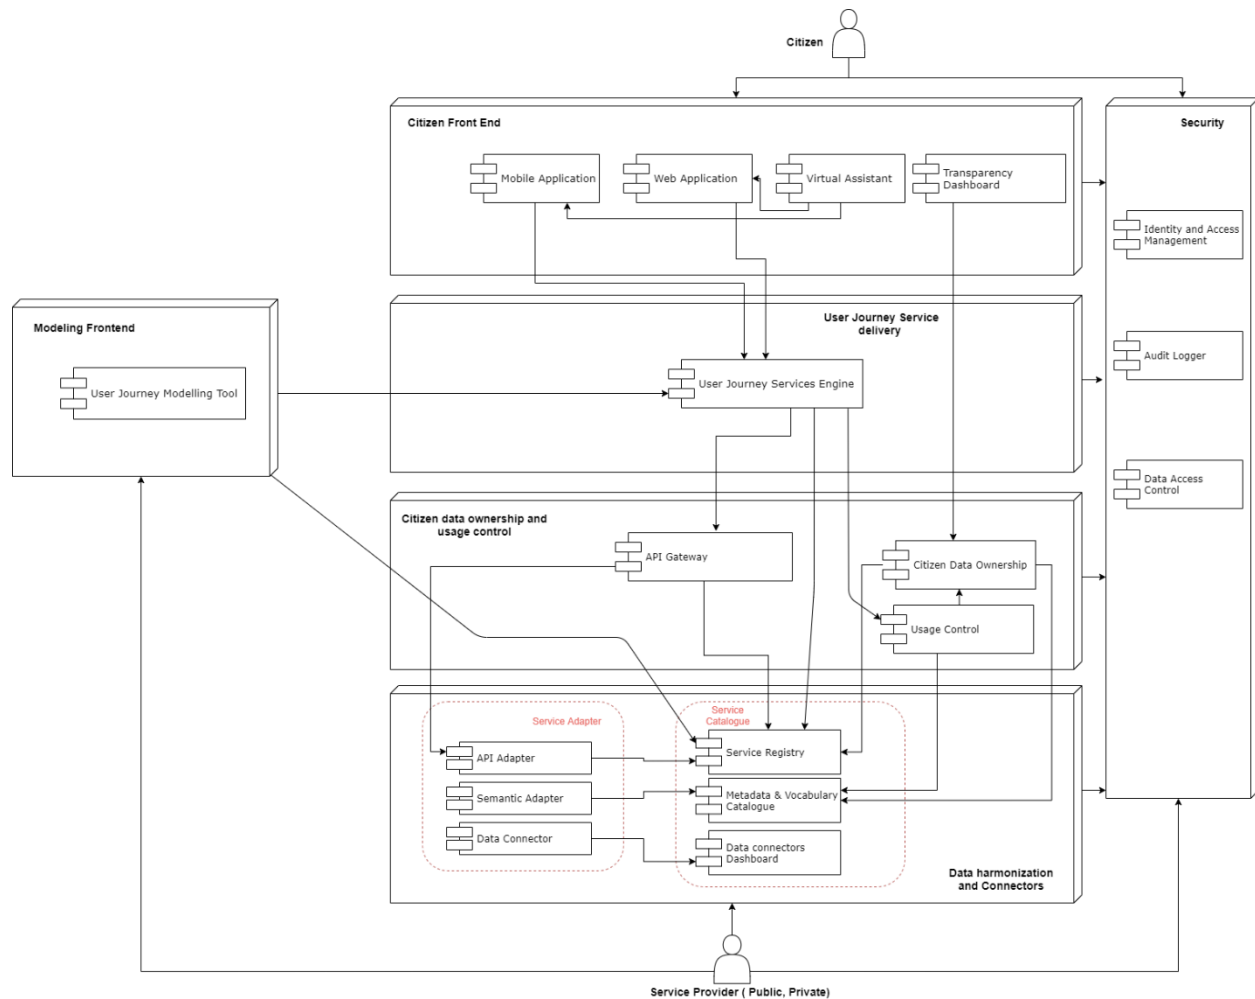 Citizen
Citizen Front End
Security
Mobile Application
Web Application
Virtual Assistant
Transparency
Dashboard
Identity and Access
Management
Modeling Frontend
User Journey Service
delivery
Audit Logger
User Journey Modelling Tool
User Journey Services Engine
Data Access
Control
Citizen data ownership and
usage control
API Gateway
Citizen Data Ownership
Usage Control
Service Adapter
Service
Catalogue
API Adapter
Service Registry
Semantic Adapter
Metadata & Vocabulary
Catalogue
Data Connector
Data connectors
Dashboard
Data harmonization
and Connectors
Service Provider ( Public, Private)